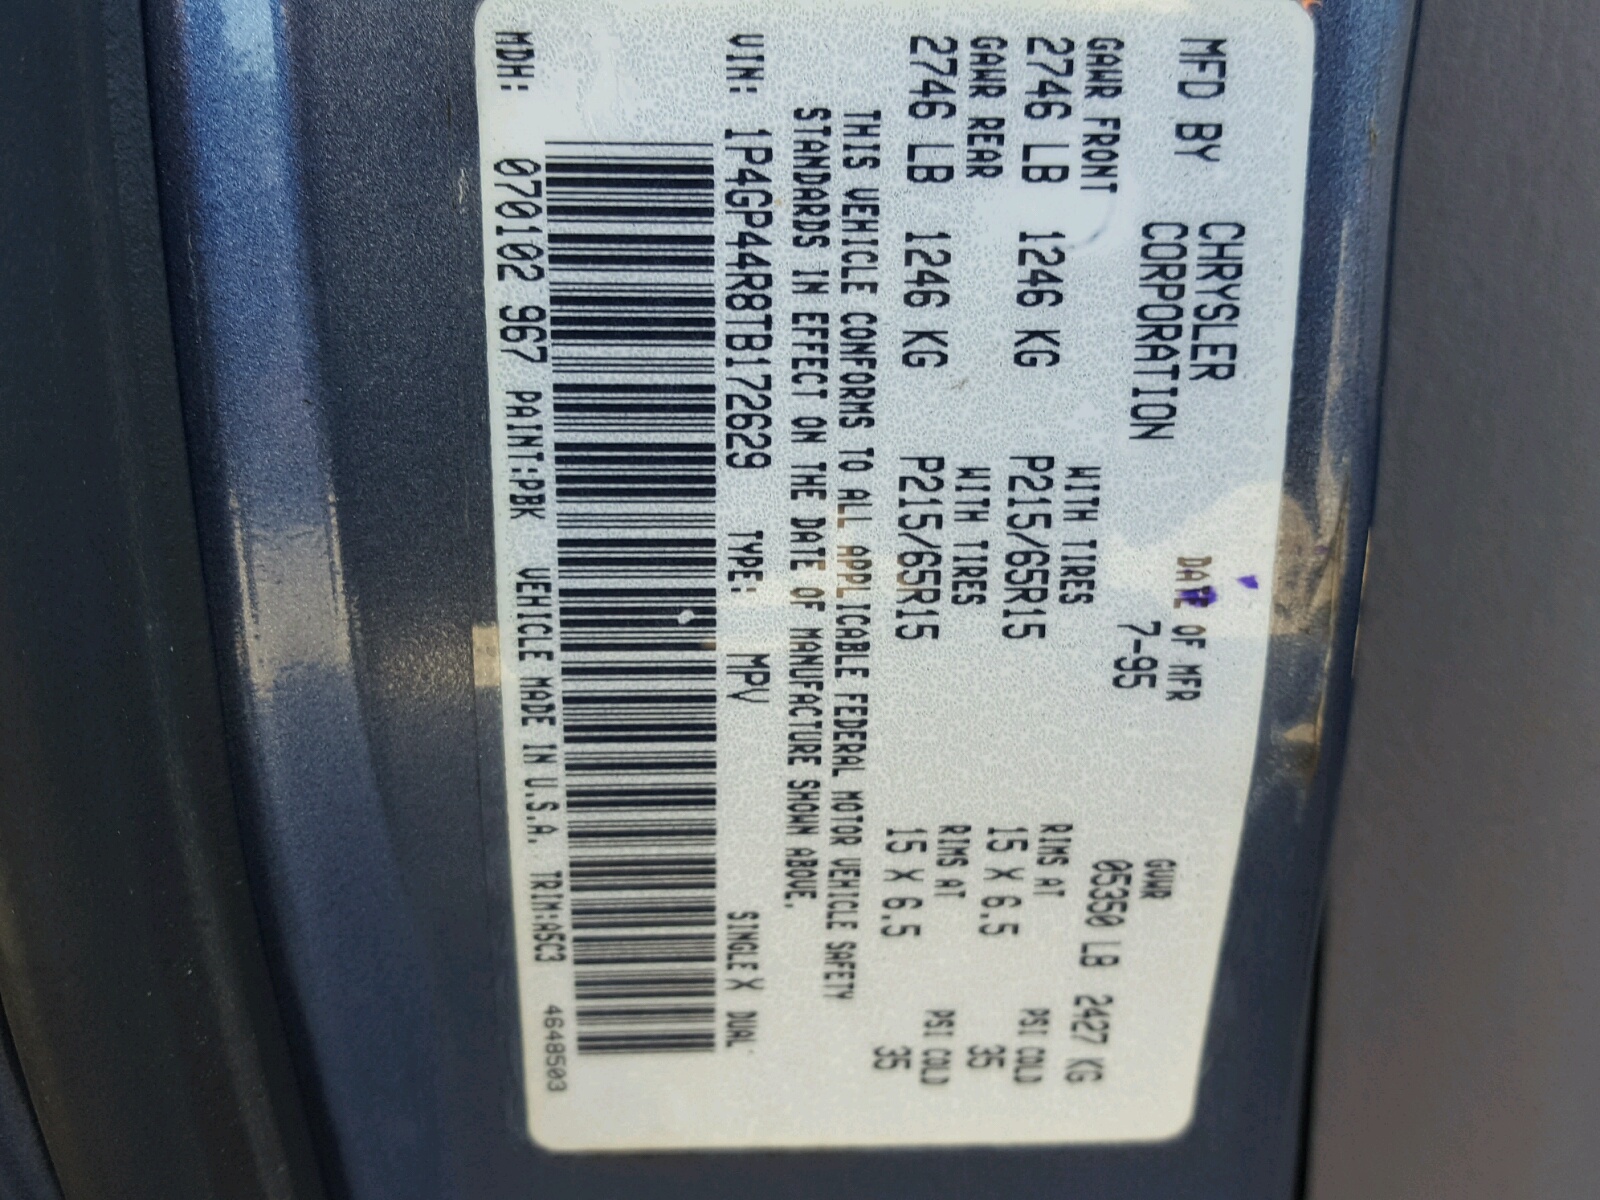 MFD BY CHRYSLER CORPORATION DATE OF MFR 7-95 GVWR 05350 LB 2427 KG
GAWR FRONT WITH TIRES RIMS AT PSI COLD
2746 LB 1246 KG P215/65R15 15 X 6.5 35
GAWR REAR WITH TIRES RIMS AT PSI COLD
2746 LB 1246 KG P215/65R15 15 X 6.5 35
THIS VEHICLE CONFORMS TO ALL APPLICABLE FEDERAL MOTOR VEHICLE SAFETY
STANDARDS IN EFFECT ON THE DATE OF MANUFACTURE SHOWN ABOVE.
VIN: 1P4GP44R8TB172629 TYPE: MPV SINGLE X DUAL
MDH: 070102 967 PAINT:PBK VEHICLE MADE IN U.S.A. TRIM:A5C3 4648503